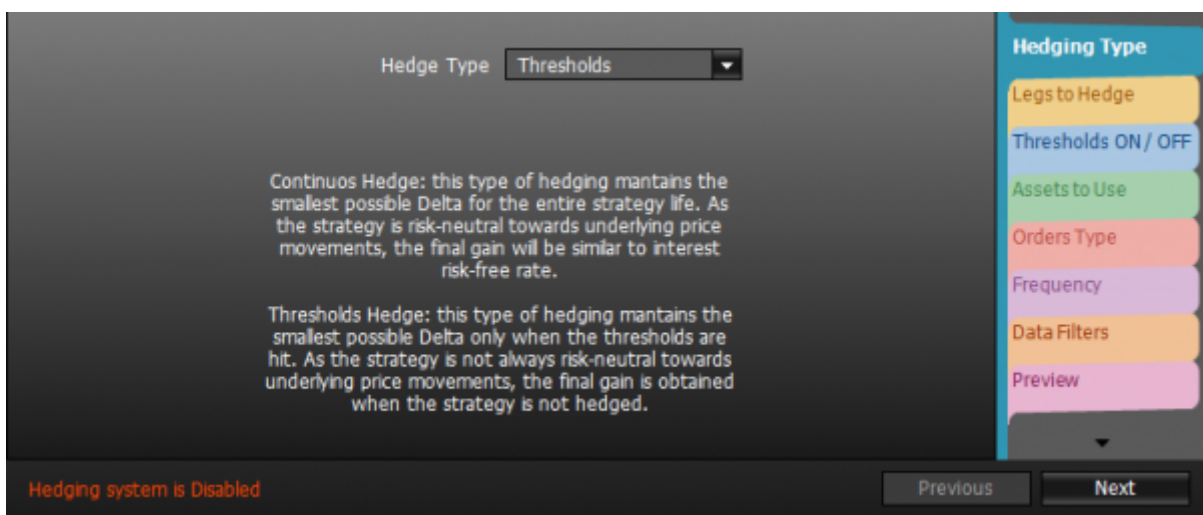 Hedge Type Thresholds
Continuos Hedge: this type of hedging mantains the
smallest possible Delta for the entire strategy life. As
the strategy is risk-neutral towards underlying price
movements, the final gain will be similar to interest
risk-free rate.
Thresholds Hedge: this type of hedging mantains the
smallest possible Delta only when the thresholds are
hit. As the strategy is not always risk-neutral towards
underlying price movements, the final gain is obtained
when the strategy is not hedged.
Hedging Type
Legs to Hedge
Thresholds ON / OFF
Assets to Use
Orders Type
Frequency
Data Filters
Preview
Hedging system is Disabled
Previous
Next